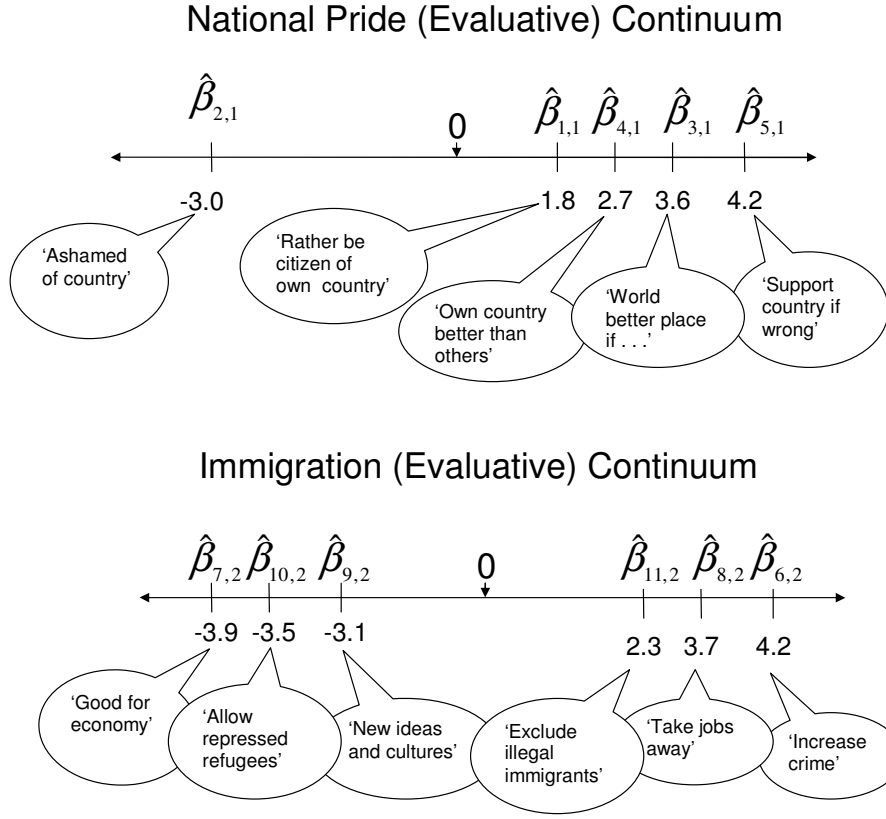 National Pride (Evaluative) Continuum
β̂2,1 0 β̂1,1 β̂4,1 β̂3,1 β̂5,1
-3.0 1.8 2.7 3.6 4.2
‘Ashamed
of country’
‘Rather be
citizen of
own country’
‘Own country
better than
others’
‘World
better place
if . . .’
‘Support
country if
wrong’
Immigration (Evaluative) Continuum
β̂7,2 β̂10,2 β̂9,2 0 β̂11,2 β̂8,2 β̂6,2
-3.9 -3.5 -3.1 2.3 3.7 4.2
‘Good for
economy’
‘Allow
repressed
refugees’
‘New ideas
and cultures’
‘Exclude
illegal
immigrants’
‘Take jobs
away’
‘Increase
crime’